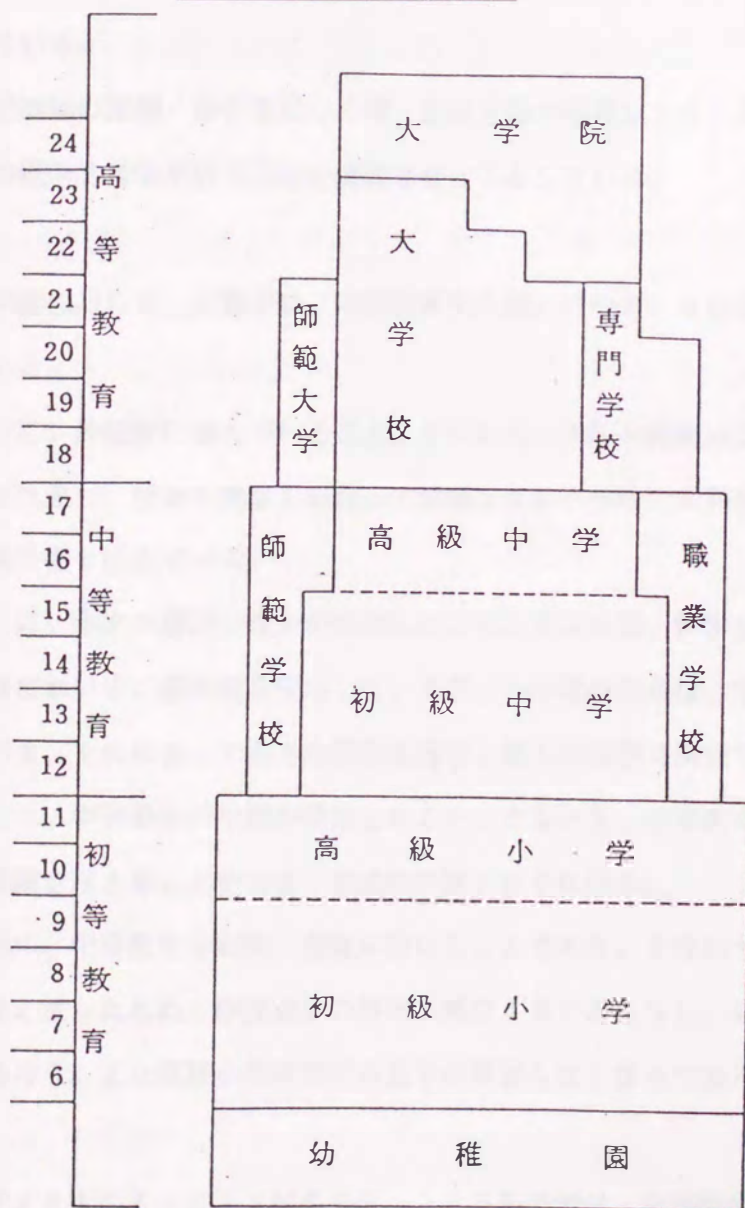 24
23
22
21
20
19
18
17
16
15
14
13
12
11
10
9
8
7
6
高等教育
中等教育
初等教育
大学院
大学校
師範大学
専門学校
師範学校
高級中学
初級中学
職業学校
高級小学
初級小学
幼稚園